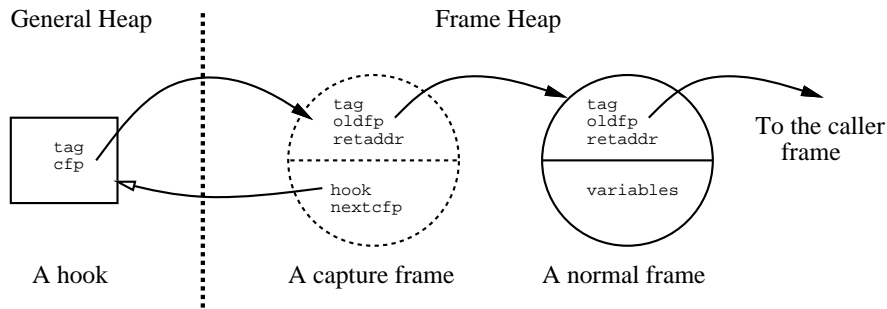 General Heap
Frame Heap
tag
cfp
tag
oldfp
retaddr
hook
nextcfp
tag
oldfp
retaddr
variables
To the caller
frame
A hook
A capture frame
A normal frame